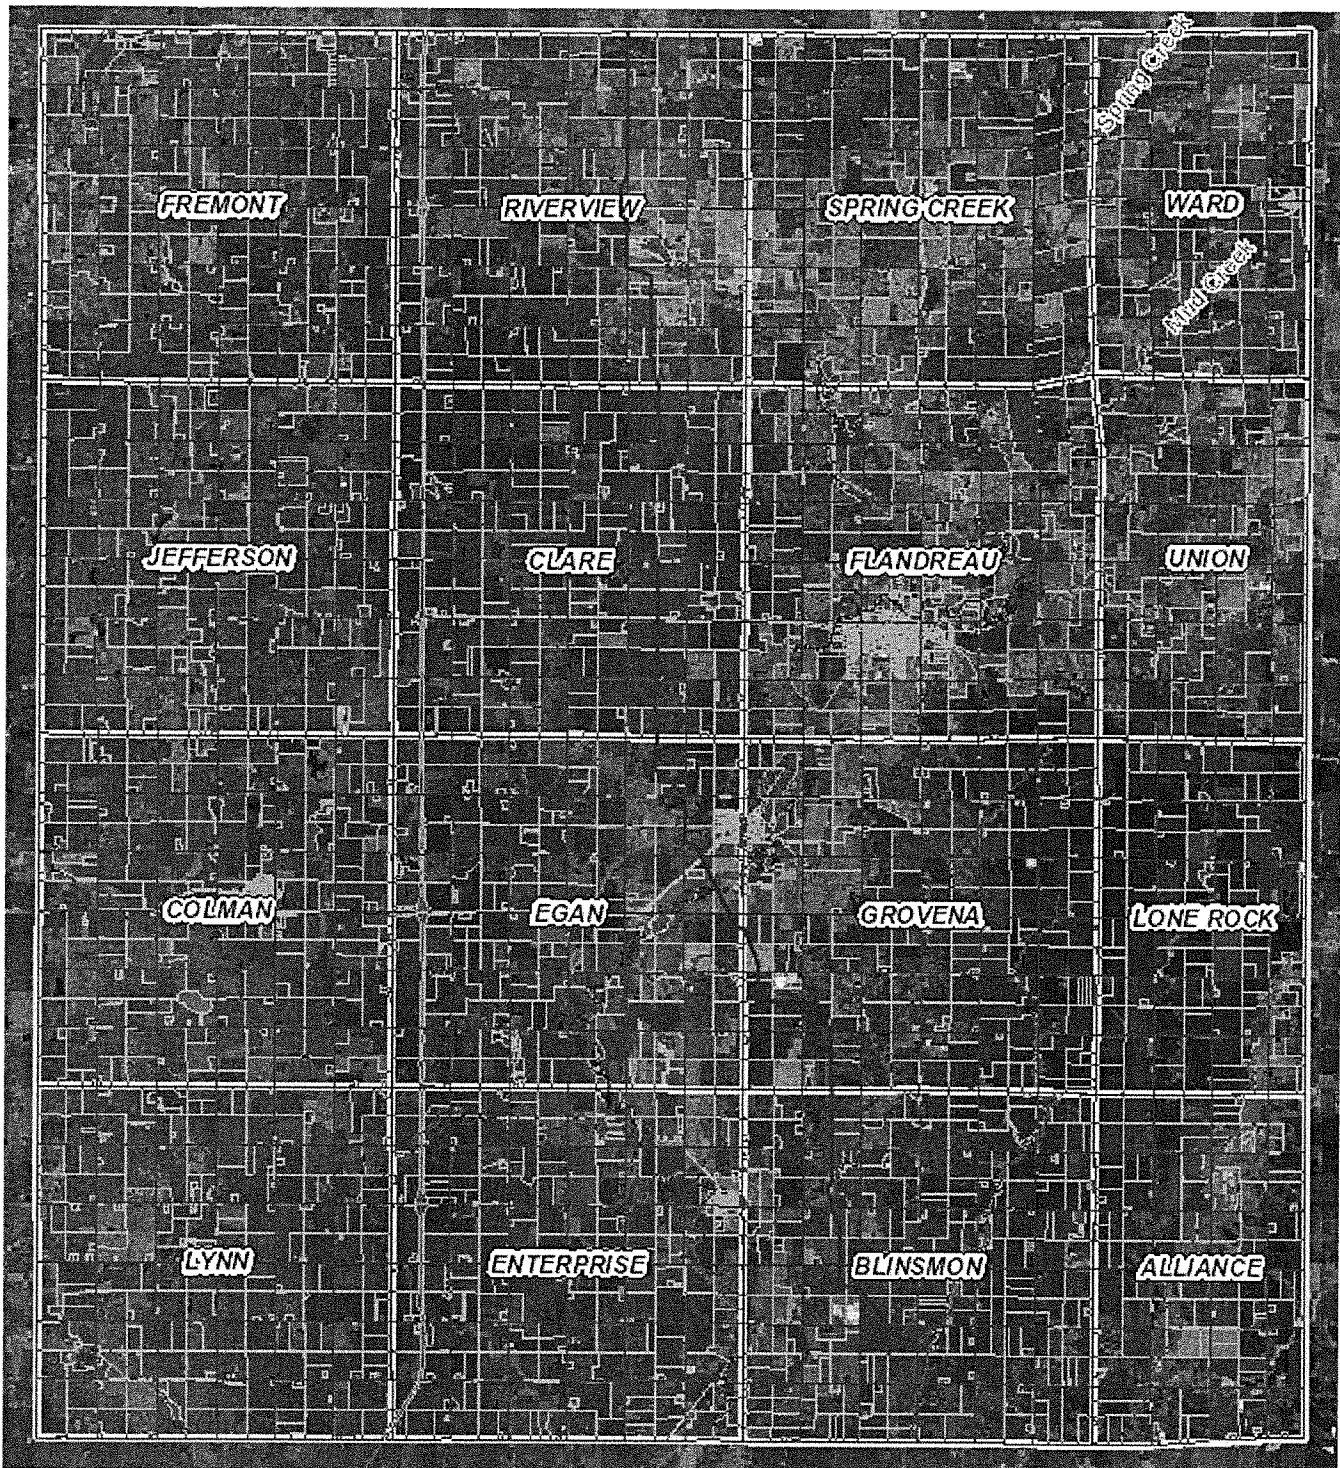 Spring Creek
FREMONT
RIVERVIEW
SPRING CREEK
WARD
Mud Creek
JEFFERSON
CLARE
FLANDREAU
UNION
COLMAN
EGAN
GROVENA
LONE ROCK
LYNN
ENTERPRISE
BLINSMON
ALLIANCE